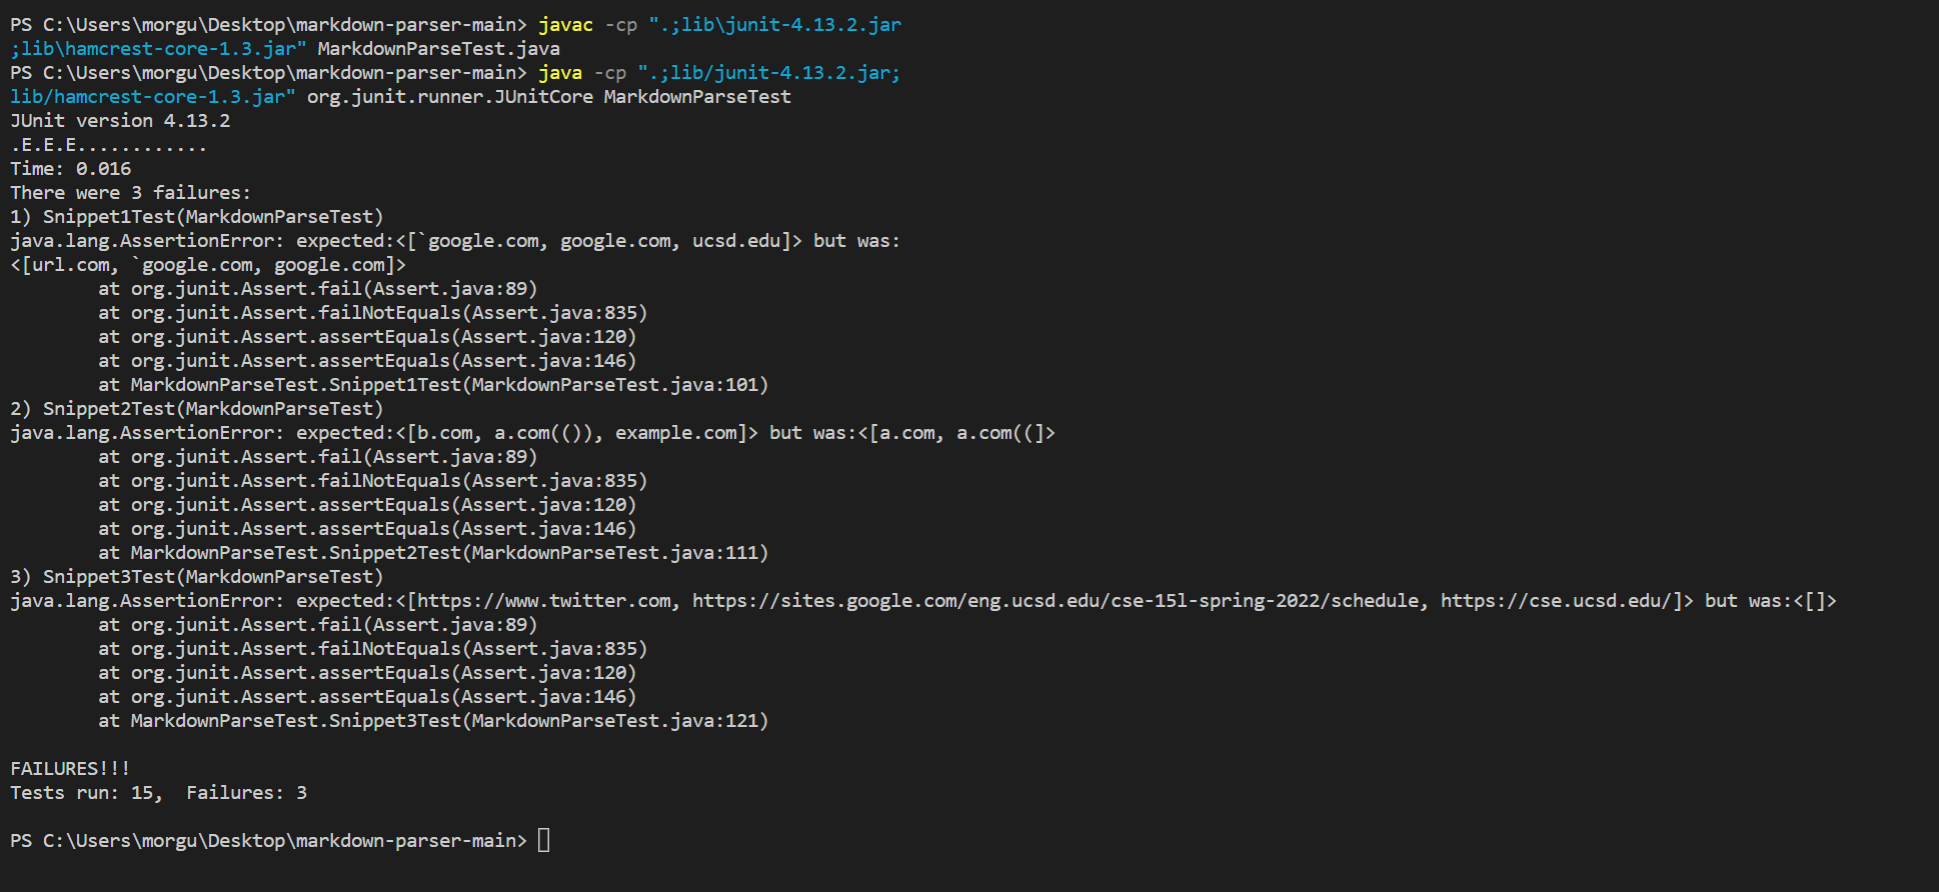 PS C:\Users\morgu\Desktop\markdown-parser-main> javac -cp ".;lib\junit-4.13.2.jar
;lib\hamcrest-core-1.3.jar" MarkdownParseTest.java
PS C:\Users\morgu\Desktop\markdown-parser-main> java -cp ".;lib/junit-4.13.2.jar;
lib/hamcrest-core-1.3.jar" org.junit.runner.JUnitCore MarkdownParseTest
JUnit version 4.13.2
.E.E.E............
Time: 0.016
There were 3 failures:
1) Snippet1Test(MarkdownParseTest)
java.lang.AssertionError: expected:<[`google.com, google.com, ucsd.edu]> but was:
<[url.com, `google.com, google.com]>
        at org.junit.Assert.fail(Assert.java:89)
        at org.junit.Assert.failNotEquals(Assert.java:835)
        at org.junit.Assert.assertEquals(Assert.java:120)
        at org.junit.Assert.assertEquals(Assert.java:146)
        at MarkdownParseTest.Snippet1Test(MarkdownParseTest.java:101)
2) Snippet2Test(MarkdownParseTest)
java.lang.AssertionError: expected:<[b.com, a.com(()), example.com]> but was:<[a.com, a.com((]>
        at org.junit.Assert.fail(Assert.java:89)
        at org.junit.Assert.failNotEquals(Assert.java:835)
        at org.junit.Assert.assertEquals(Assert.java:120)
        at org.junit.Assert.assertEquals(Assert.java:146)
        at MarkdownParseTest.Snippet2Test(MarkdownParseTest.java:111)
3) Snippet3Test(MarkdownParseTest)
java.lang.AssertionError: expected:<[https://www.twitter.com, https://sites.google.com/eng.ucsd.edu/cse-15l-spring-2022/schedule, https://cse.ucsd.edu/]> but was:<[]>
        at org.junit.Assert.fail(Assert.java:89)
        at org.junit.Assert.failNotEquals(Assert.java:835)
        at org.junit.Assert.assertEquals(Assert.java:120)
        at org.junit.Assert.assertEquals(Assert.java:146)
        at MarkdownParseTest.Snippet3Test(MarkdownParseTest.java:121)

FAILURES!!!
Tests run: 15,  Failures: 3

PS C:\Users\morgu\Desktop\markdown-parser-main>